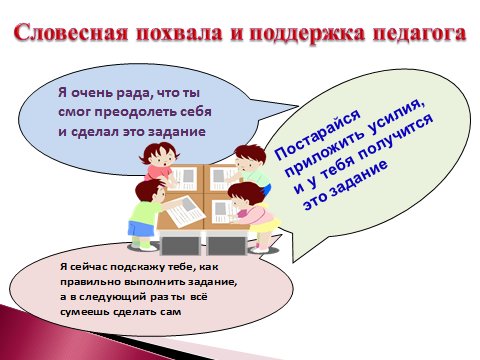 Словесная похвала и поддержка педагога
Я очень рада, что ты
смог преодолеть себя
и сделал это задание
Постарайся
приложить усилия,
и у тебя получится
это задание
Я сейчас подскажу тебе, как
правильно выполнить задание,
а в следующий раз ты всё
сумеешь сделать сам